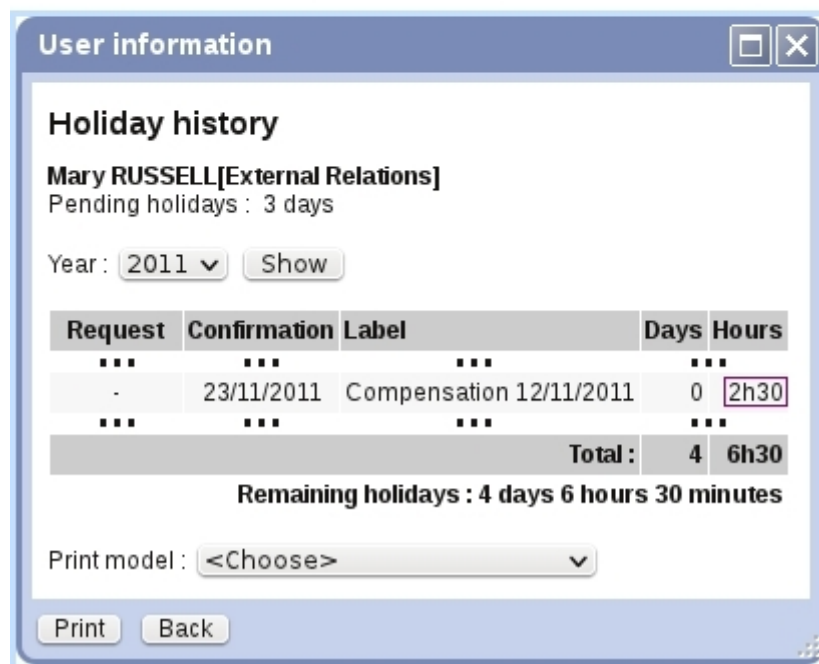 User information
Holiday history
Mary RUSSELL[External Relations]
Pending holidays : 3 days
Year : 2011 Show
Request Confirmation Label Days Hours
... ... ... ...
- 23/11/2011 Compensation 12/11/2011 0 2h30
... ... ... ...
Total : 4 6h30
Remaining holidays : 4 days 6 hours 30 minutes
Print model : <Choose>
Print Back